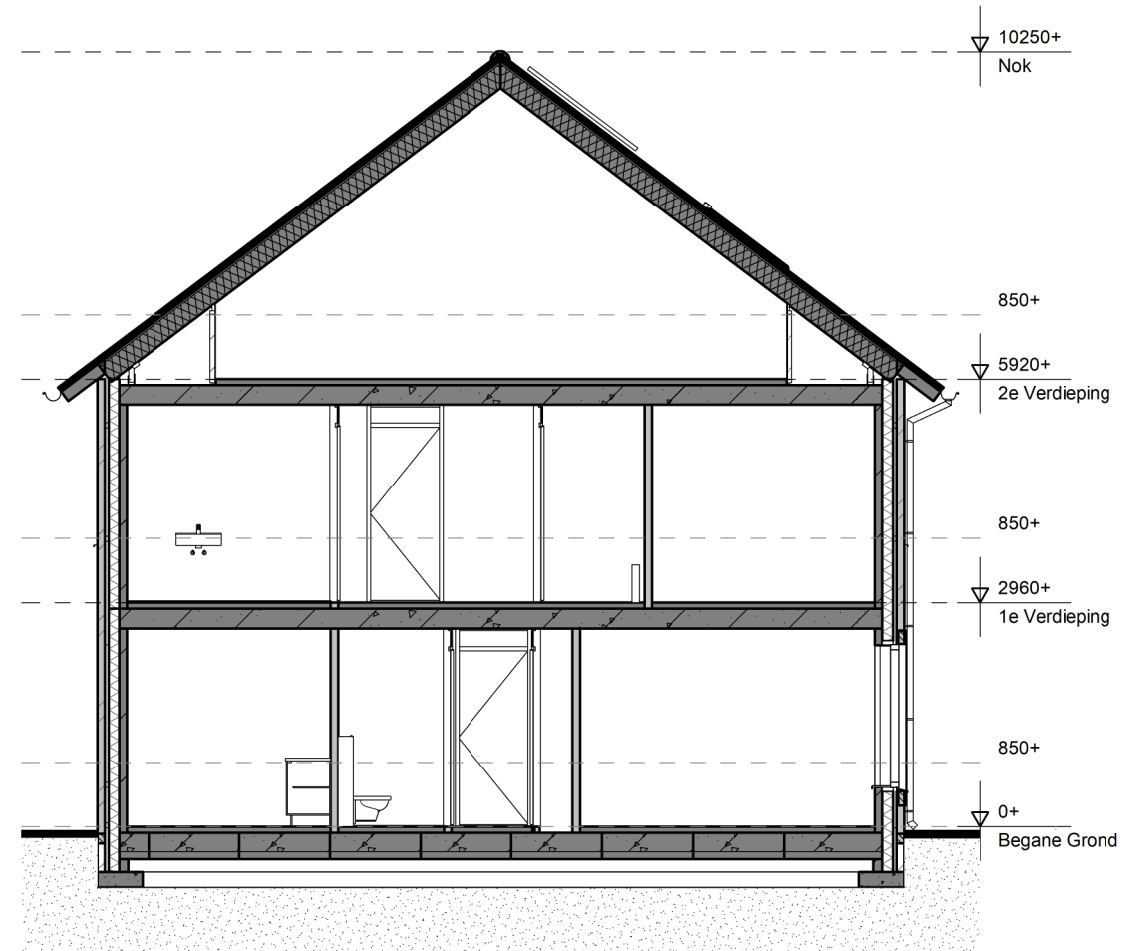 10250+
Nok
850+
5920+
2e Verdieping
850+
2960+
1e Verdieping
850+
0+
Begane Grond